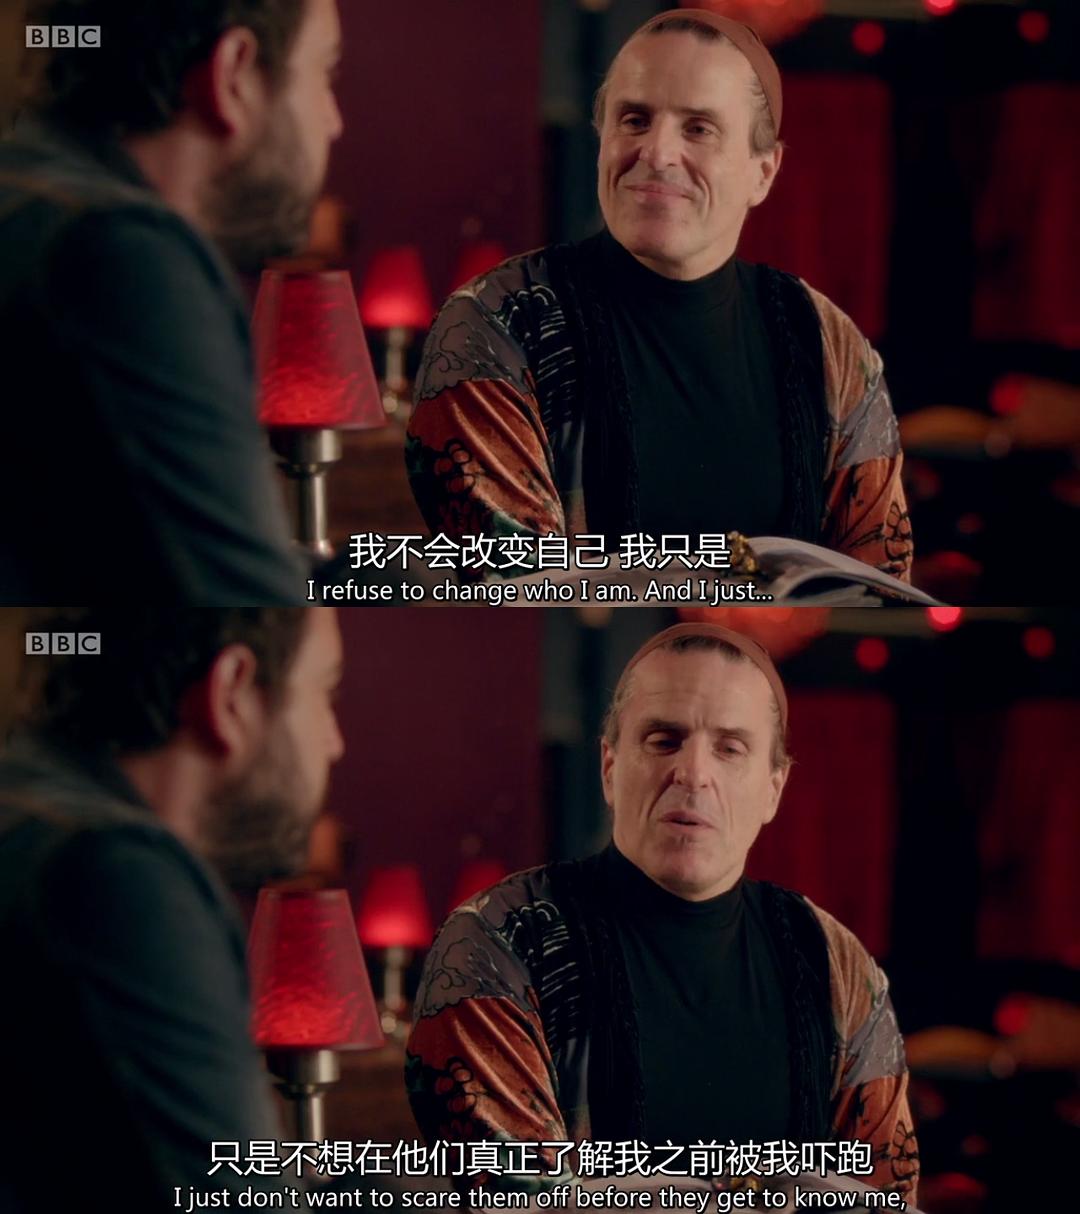 BBC
我不会改变自己 我只是
I refuse to change who I am. And I just...
BBC
只是不想在他们真正了解我之前被我吓跑
I just don't want to scare them off before they get to know me,